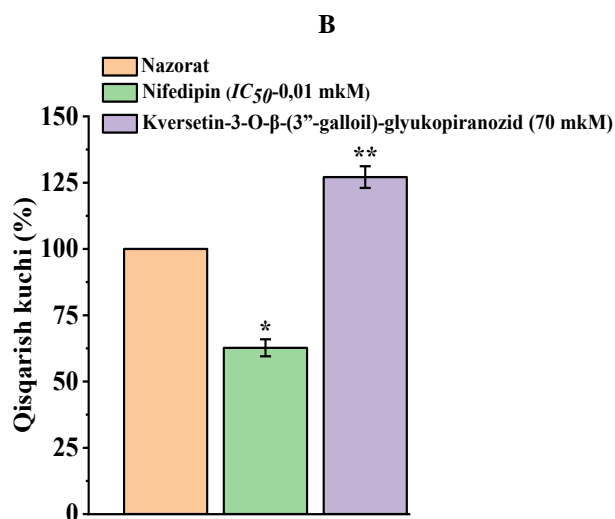 B
Nazorat
Nifedipin (IC50-0,01 mkM)
Kversetin-3-O-β-(3”-galloil)-glyukopiranozid (70 mkM)
Qisqarish kuchi (%)
150
125
100
75
50
25
0
*
**